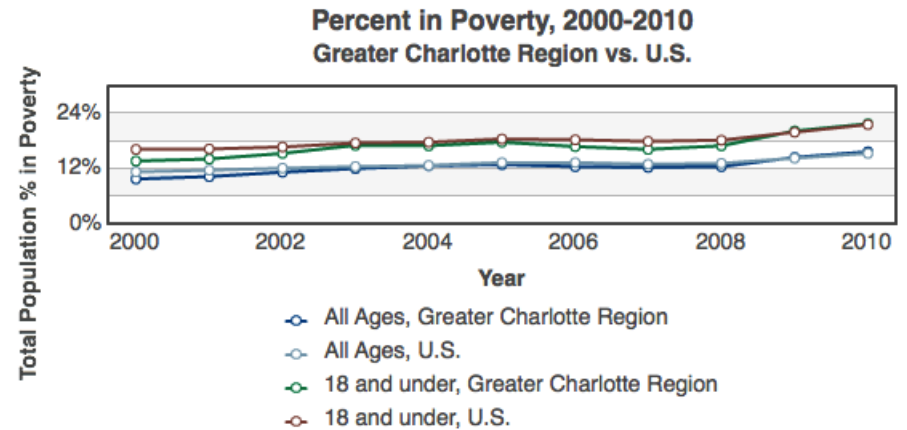 Percent in Poverty, 2000-2010
Greater Charlotte Region vs. U.S.
Total Population % in Poverty
24%
12%
0%
2000 2002 2004 2006 2008 2010
Year
All Ages, Greater Charlotte Region
All Ages, U.S.
18 and under, Greater Charlotte Region
18 and under, U.S.